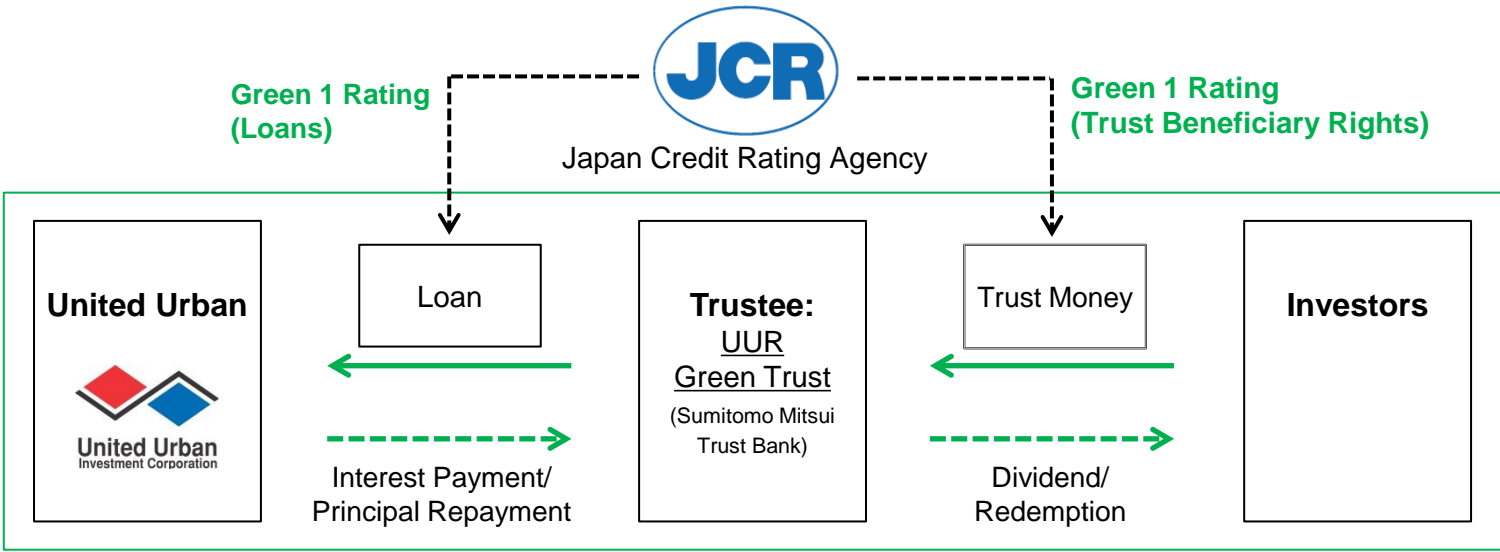 JCR
Green 1 Rating
(Loans)
Green 1 Rating
(Trust Beneficiary Rights)
Japan Credit Rating Agency
United Urban
United Urban
Investment Corporation
Loan
Interest Payment/
Principal Repayment
Trustee:
UUR
Green Trust
(Sumitomo Mitsui
Trust Bank)
Trust Money
Dividend/
Redemption
Investors